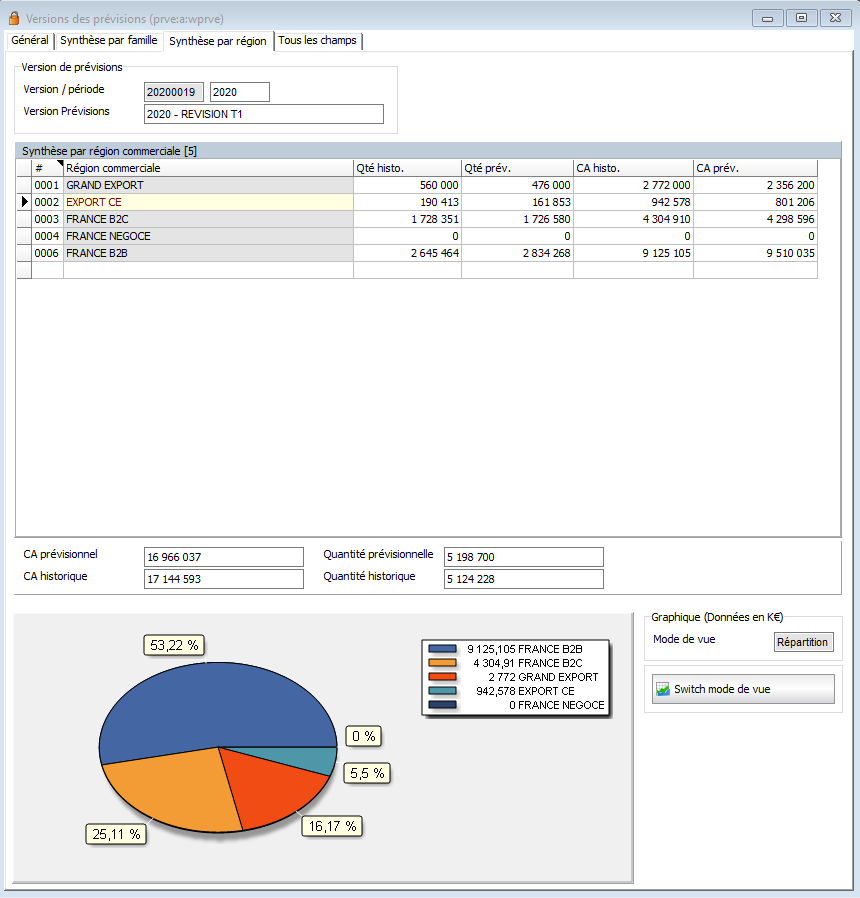 Versions des prévisions (prve:a:wprve)
Général Synthèse par famille Synthèse par région Tous les champs
Version de prévisions
Version / période 20200019 2020
Version Prévisions 2020 - REVISION T1
Synthèse par région commerciale [5]
# Région commerciale Qté histo. Qté prév. CA histo. CA prév.
0001 GRAND EXPORT 560 000 476 000 2 772 000 2 356 200
0002 EXPORT CE 190 413 161 853 942 578 801 206
0003 FRANCE B2C 1 728 351 1 726 580 4 304 910 4 298 596
0004 FRANCE NEGOCE 0 0 0 0
0006 FRANCE B2B 2 645 464 2 834 268 9 125 105 9 510 035
CA prévisionnel 16 966 037 Quantité prévisionnelle 5 198 700
CA historique 17 144 593 Quantité historique 5 124 228
Graphique (Données en K€)
Mode de vue Répartition
Switch mode de vue
53,22 %
0 %
5,5 %
16,17 %
25,11 %
9 125,105 FRANCE B2B
4 304,91 FRANCE B2C
2 772 GRAND EXPORT
942,578 EXPORT CE
0 FRANCE NEGOCE